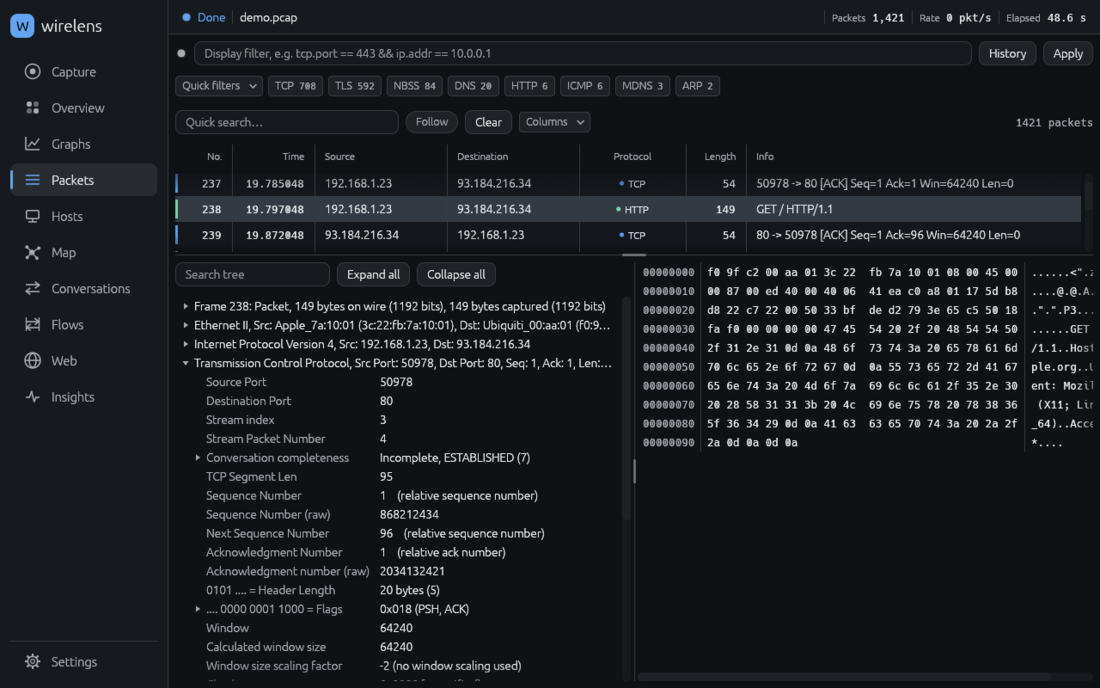 W wirelens
Capture
Overview
Graphs
Packets
Hosts
Map
Conversations
Flows
Web
Insights
Settings
Done demo.pcap Packets 1,421 Rate 0 pkt/s Elapsed 48.6 s
Display filter, e.g. tcp.port == 443 && ip.addr == 10.0.0.1 History Apply
Quick filters TCP 708 TLS 592 NBSS 84 DNS 20 HTTP 6 ICMP 6 MDNS 3 ARP 2
Quick search... Follow Clear Columns 1421 packets
No. Time Source Destination Protocol Length Info
237 19.785048 192.168.1.23 93.184.216.34 TCP 54 50978 -> 80 [ACK] Seq=1 Ack=1 Win=64240 Len=0
238 19.797048 192.168.1.23 93.184.216.34 HTTP 149 GET / HTTP/1.1
239 19.872048 93.184.216.34 192.168.1.23 TCP 54 80 -> 50978 [ACK] Seq=1 Ack=96 Win=64240 Len=0
Search tree Expand all Collapse all
Frame 238: Packet, 149 bytes on wire (1192 bits), 149 bytes captured (1192 bits)
Ethernet II, Src: Apple_7a:10:01 (3c:22:fb:7a:10:01), Dst: Ubiquiti_00:aa:01 (f0:9...
Internet Protocol Version 4, Src: 192.168.1.23, Dst: 93.184.216.34
Transmission Control Protocol, Src Port: 50978, Dst Port: 80, Seq: 1, Ack: 1, Len:...
Source Port 50978
Destination Port 80
Stream index 3
Stream Packet Number 4
Conversation completeness Incomplete, ESTABLISHED (7)
TCP Segment Len 95
Sequence Number 1 (relative sequence number)
Sequence Number (raw) 868212434
Next Sequence Number 96 (relative sequence number)
Acknowledgment Number 1 (relative ack number)
Acknowledgment number (raw) 2034132421
0101 .... = Header Length 20 bytes (5)
.... 0000 0001 1000 = Flags 0x018 (PSH, ACK)
Window 64240
Calculated window size 64240
Window size scaling factor -2 (no window scaling used)
00000000 f0 9f c2 00 aa 01 3c 22 fb 7a 10 01 08 00 45 00 ......<".z
00000010 00 87 00 ed 40 00 40 06 41 ea c0 a8 01 17 5d b8 ....@.@.A.
00000020 d8 22 c7 22 00 50 33 bf de d2 79 3e 65 c5 50 18 .".".P3...
00000030 fa f0 00 00 00 00 47 45 54 20 2f 20 48 54 54 50 ......GET
00000040 2f 31 2e 31 0d 0a 48 6f 73 74 3a 20 65 78 61 6d /1.1..Host
00000050 70 6c 65 2e 6f 72 67 0d 0a 55 73 65 72 2d 41 67 ple.org..U
00000060 65 6e 74 3a 20 4d 6f 7a 69 6c 6c 61 2f 35 2e 30 ent: Mozil
00000070 20 28 58 31 31 3b 20 4c 69 6e 75 78 20 78 38 36 (X11; Lin
00000080 5f 36 34 29 0d 0a 41 63 63 65 70 74 3a 20 2a 2f _64)..Acce
00000090 2a 0d 0a 0d 0a *....